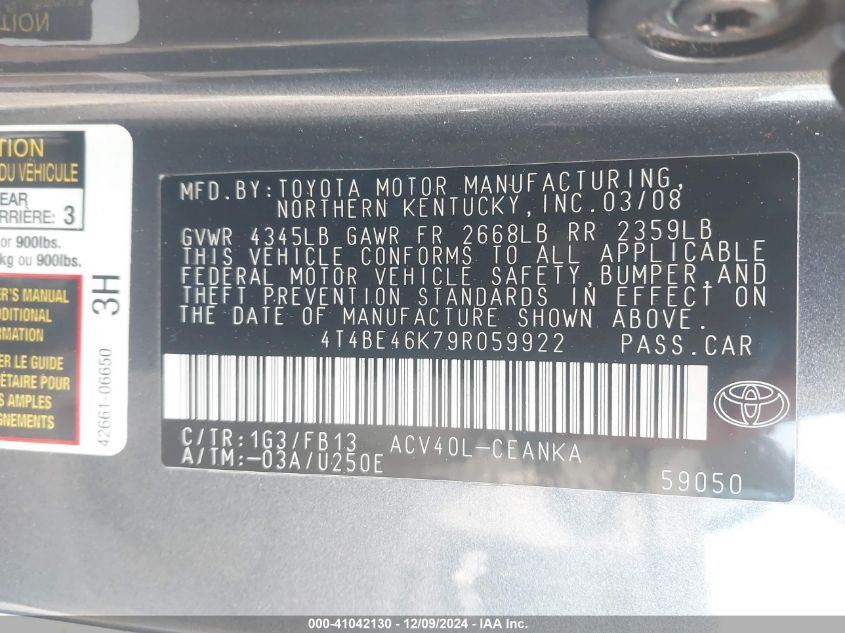 TION
TION
DU VÉHICULE
EAR
ARRIÈRE: 3
or 900lbs.
kg ou 900lbs.
ER'S MANUAL
DDITIONAL
ORMATION
3H
ER LE GUIDE
ÉTAIRE POUR
S AMPLES
GNEMENTS
42661-06650
MFD.BY:TOYOTA MOTOR MANUFACTURING,
NORTHERN KENTUCKY,INC.03/08
GVWR 4345LB GAWR FR 2668LB RR 2359LB
THIS VEHICLE CONFORMS TO ALL APPLICABLE
FEDERAL MOTOR VEHICLE SAFETY,BUMPER,AND
THEFT PREVENTION STANDARDS IN EFFECT ON
THE DATE OF MANUFACTURE SHOWN ABOVE.
4T4BE46K79R059922 PASS.CAR
C/TR:1G3/FB13 ACV40L-CEANKA
A/TM:-03A/U250E
59050
000-41042130 - 12/09/2024 - IAA Inc.